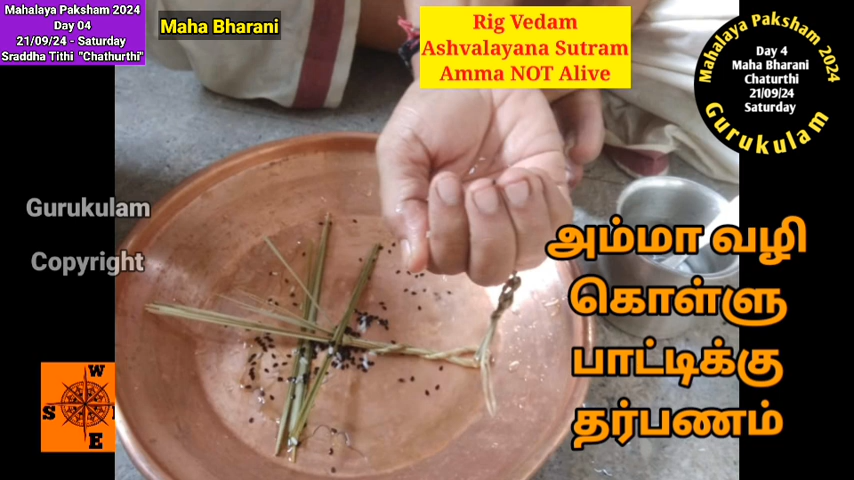 Mahalaya Paksham 2024
Day 04
21/09/24 - Saturday
Sraddha Tithi "Chathurthi"
Maha Bharani
Rig Vedam
Ashvalayana Sutram
Amma NOT Alive
Mahalaya Paksham 2024
Day 4
Maha Bharani
Chaturthi
21/09/24
Saturday
Gurukulam
Gurukulam
Copyright
அம்மா வழி
கொள்ளு
பாட்டிக்கு
தர்பணம்
W
S
E